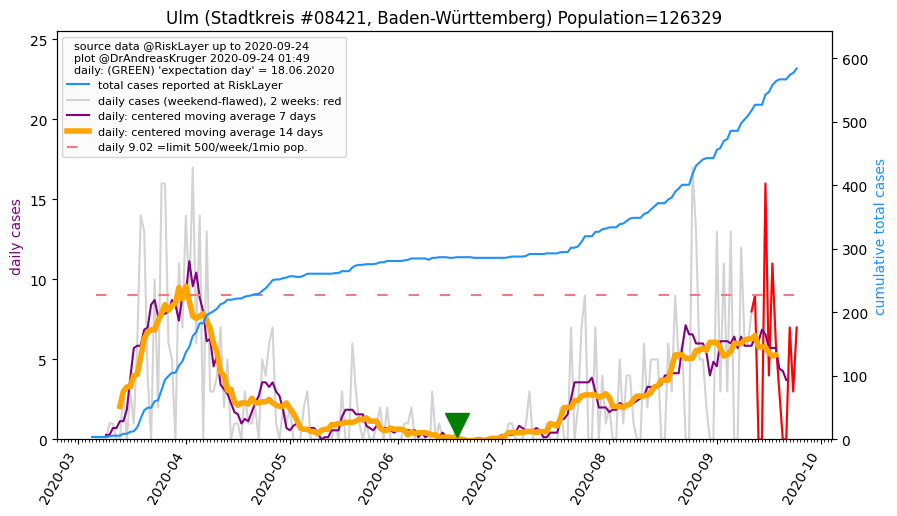 Ulm (Stadtkreis #08421, Baden-Württemberg) Population=126329
source data @RiskLayer up to 2020-09-24
plot @DrAndreasKruger 2020-09-24 01:49
daily: (GREEN) 'expectation day' = 18.06.2020
total cases reported at RiskLayer
daily cases (weekend-flawed), 2 weeks: red
daily: centered moving average 7 days
daily: centered moving average 14 days
daily 9.02 =limit 500/week/1mio pop.
daily cases
25
20
15
10
5
0
cumulative total cases
600
500
400
300
200
100
0
2020-03
2020-04
2020-05
2020-06
2020-07
2020-08
2020-09
2020-10